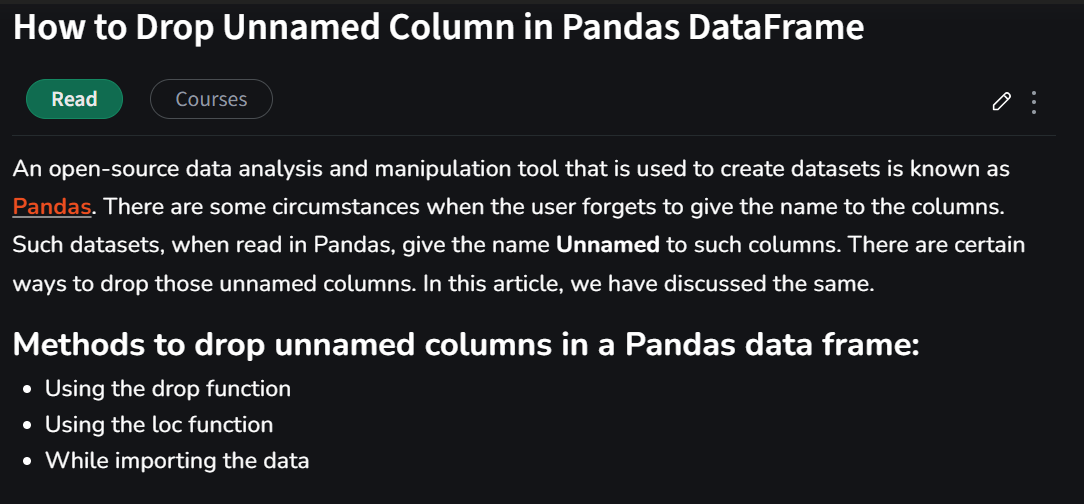 How to Drop Unnamed Column in Pandas DataFrame
Read
Courses
An open-source data analysis and manipulation tool that is used to create datasets is known as
Pandas. There are some circumstances when the user forgets to give the name to the columns.
Such datasets, when read in Pandas, give the name Unnamed to such columns. There are certain
ways to drop those unnamed columns. In this article, we have discussed the same.
Methods to drop unnamed columns in a Pandas data frame:
• Using the drop function
• Using the loc function
• While importing the data